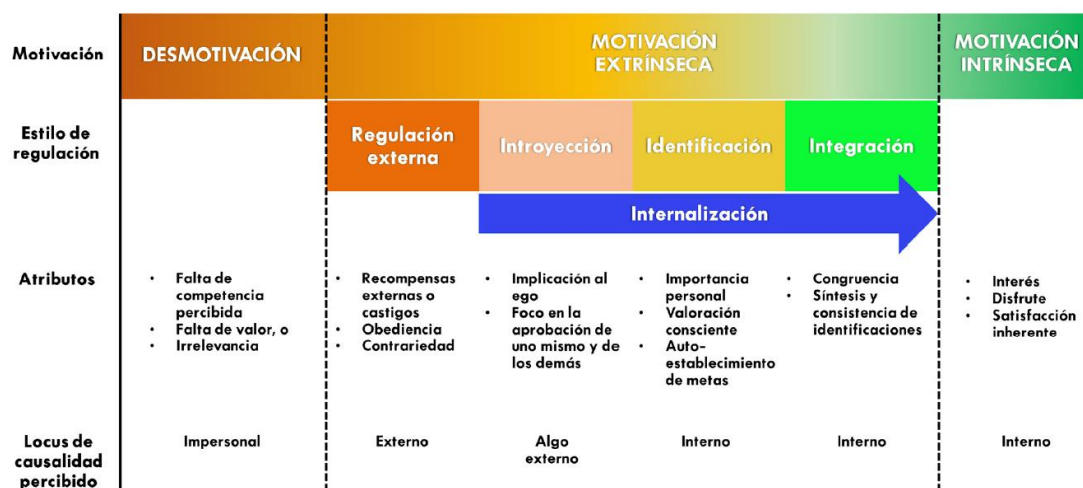 Motivación
DESMOTIVACIÓN
MOTIVACIÓN
EXTRÍNSECA
MOTIVACIÓN
INTRÍNSECA
Estilo de
regulación
Regulación
externa
Introyección
Identificación
Integración
Internalización
Atributos
• Falta de
competencia
percibida
• Falta de valor, o
• Irrelevancia
• Recompensas
externas o
castigos
• Obediencia
• Contrariedad
• Implicación al
ego
• Foco en la
aprobación de
uno mismo y de
los demás
• Importancia
personal
• Valoración
consciente
• Auto-
establecimiento
de metas
• Congruencia
• Síntesis y
consistencia de
identificaciones
• Interés
• Disfrute
• Satisfacción
inherente
Locus de
causalidad
percibido
Impersonal
Externo
Algo
externo
Interno
Interno
Interno